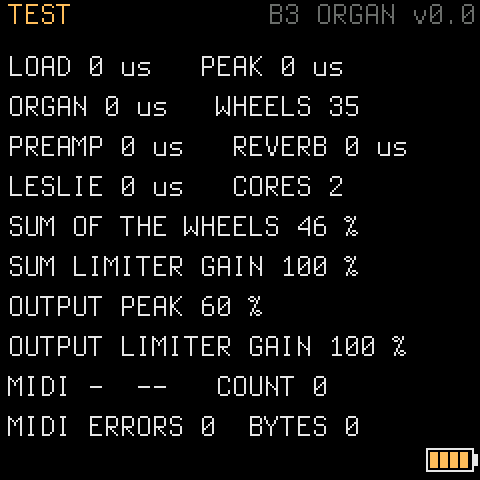 TEST B3 ORGAN v0.0
LOAD 0 us PEAK 0 us
ORGAN 0 us WHEELS 35
PREAMP 0 us REVERB 0 us
LESLIE 0 us CORES 2
SUM OF THE WHEELS 46 %
SUM LIMITER GAIN 100 %
OUTPUT PEAK 60 %
OUTPUT LIMITER GAIN 100 %
MIDI - -- COUNT 0
MIDI ERRORS 0 BYTES 0